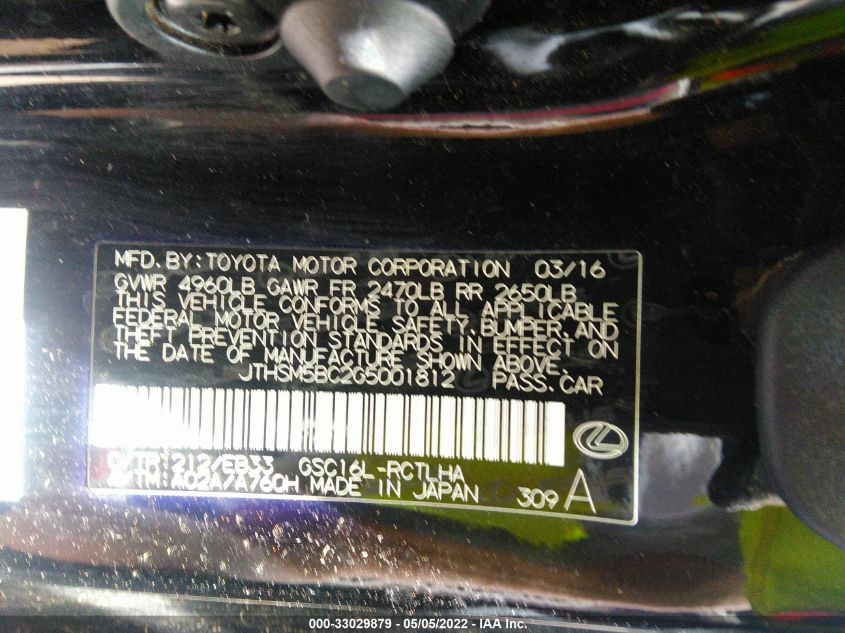 MFD. BY: TOYOTA MOTOR CORPORATION 03/16
GVWR 4960LB GAWR FR 2470LB RR 2650LB
THIS VEHICLE CONFORMS TO ALL APPLICABLE
FEDERAL MOTOR VEHICLE SAFETY, BUMPER, AND
THEFT PREVENTION STANDARDS IN EFFECT ON
THE DATE OF MANUFACTURE SHOWN ABOVE.
JTHSM5BC2G5001812 PASS. CAR
C/TR: 212/EB33 GSC16L-RCTLHA
A/TM: A02A/A760H MADE IN JAPAN 309 A
000-33029879 - 05/05/2022 - IAA Inc.